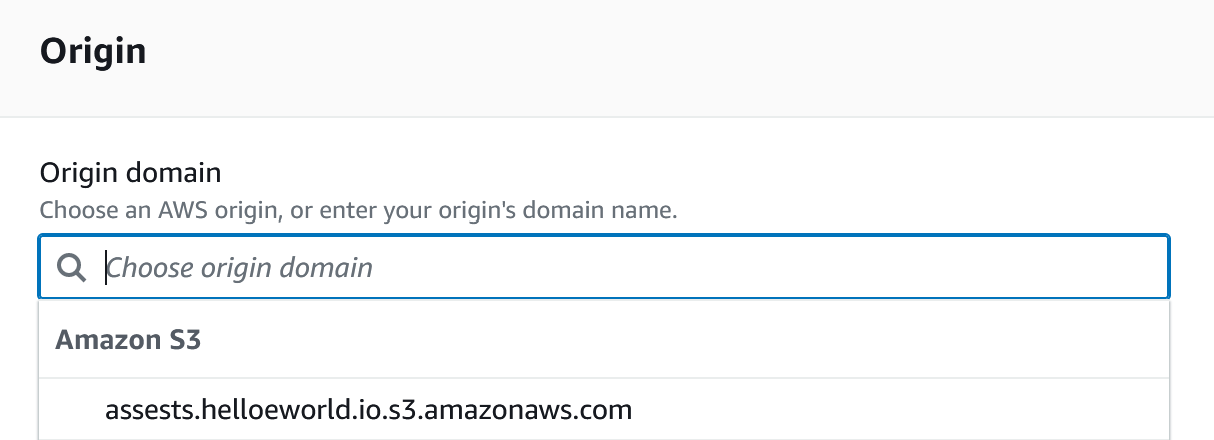 Origin
Origin domain
Choose an AWS origin, or enter your origin's domain name.
Choose origin domain
Amazon S3
assests.helloeworld.io.s3.amazonaws.com